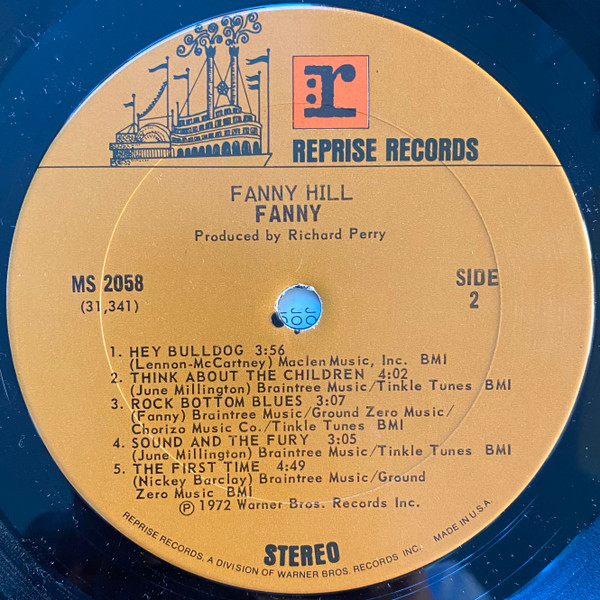 r
REPRISE RECORDS
FANNY HILL
FANNY
Produced by Richard Perry
MS 2058
(31,341)
SIDE
2
1. HEY BULLDOG 3:56
(Lennon-McCartney) Maclen Music, Inc. BMI
2. THINK ABOUT THE CHILDREN 4:02
(June Millington) Braintree Music/Tinkle Tunes BMI
3. ROCK BOTTOM BLUES 3:07
(Fanny) Braintree Music/Ground Zero Music/
Chorizo Music Co./Tinkle Tunes BMI
4. SOUND AND THE FURY 3:05
(June Millington) Braintree Music/Tinkle Tunes BMI
5. THE FIRST TIME 4:49
(Nickey Barclay) Braintree Music/Ground
Zero Music BMI
℗ 1972 Warner Bros. Records Inc.
STEREO
REPRISE RECORDS, A DIVISION OF WARNER BROS. RECORDS INC. MADE IN U.S.A.